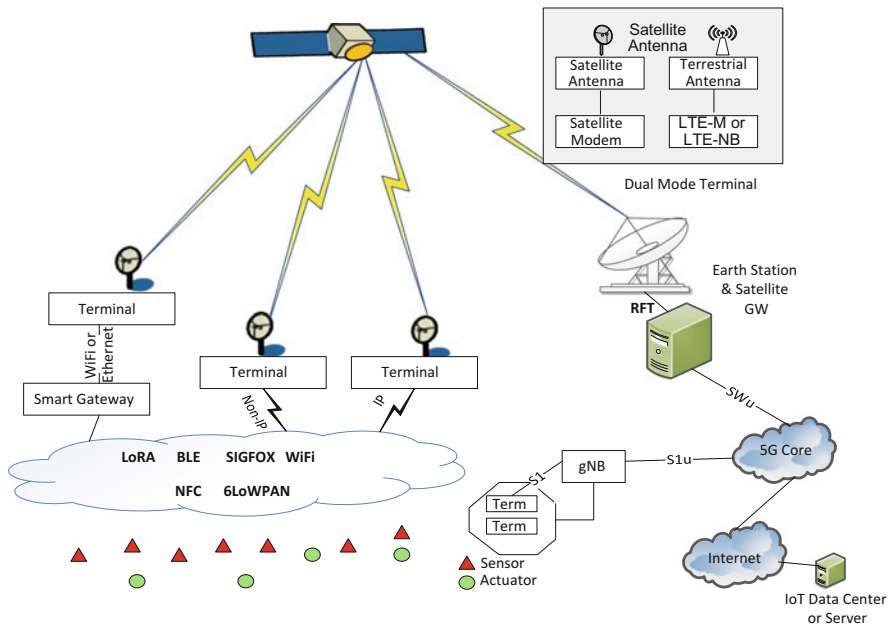 Satellite
Antenna
Satellite
Antenna
Terrestrial
Antenna
Satellite
Modem
LTE-M or
LTE-NB
Dual Mode Terminal
Earth Station
& Satellite
GW
RFT
Terminal
WiFi or
Ethernet
Smart Gateway
Terminal
Terminal
Non-IP
IP
SWu
LoRA BLE SIGFOX WiFi
NFC 6LoWPAN
S1
gNB
S1u
5G Core
Term
Term
Internet
Sensor
Actuator
IoT Data Center
or Server